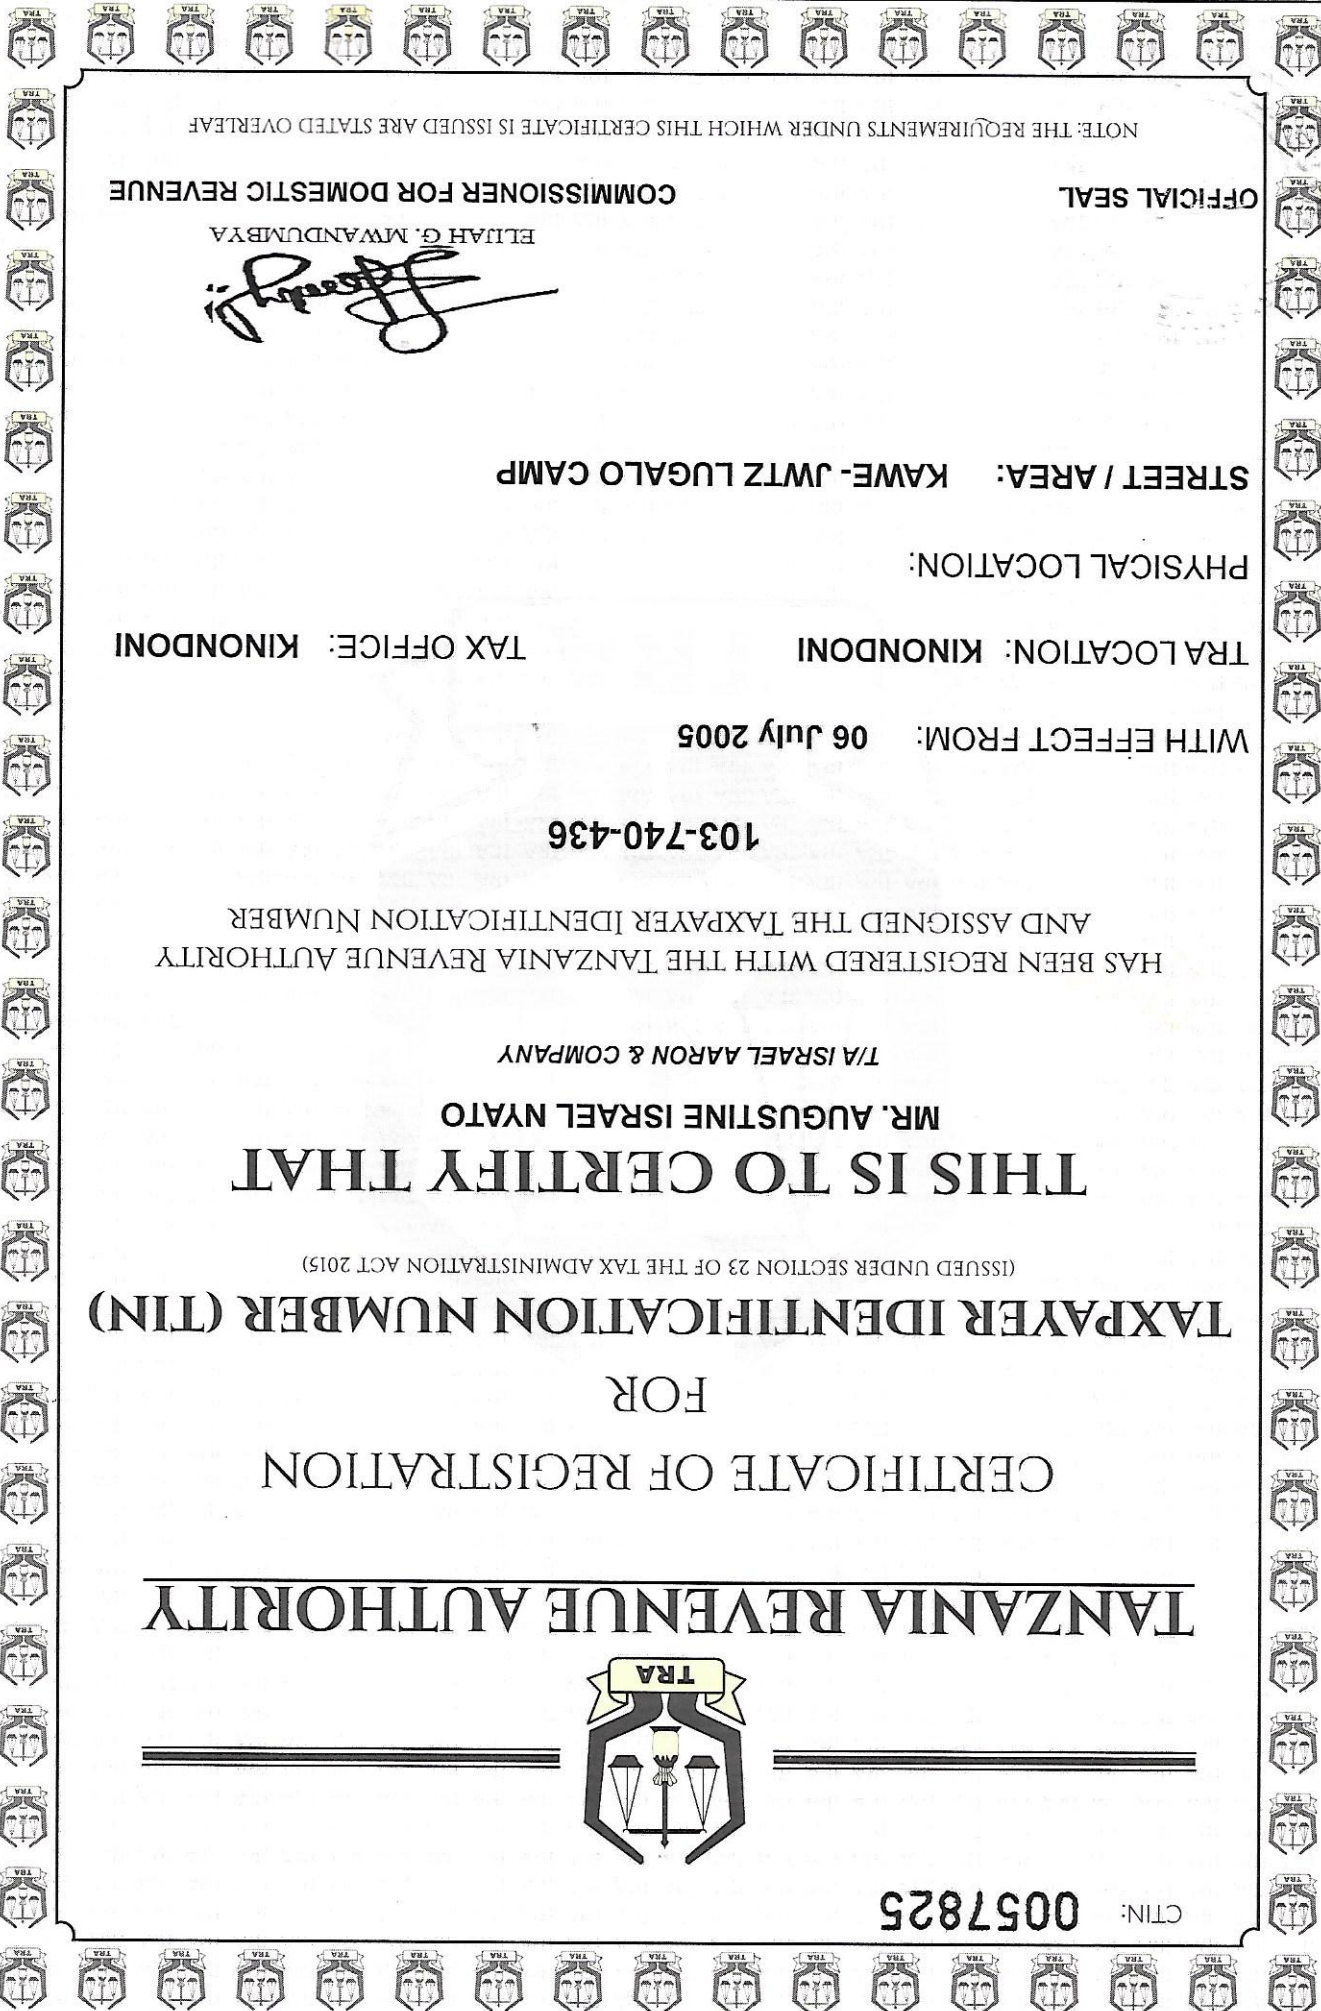 CTIN: 0057825
TRA
TANZANIA REVENUE AUTHORITY
CERTIFICATE OF REGISTRATION
FOR
TAXPAYER IDENTIFICATION NUMBER (TIN)
(ISSUED UNDER SECTION 23 OF THE TAX ADMINISTRATION ACT 2015)
THIS IS TO CERTIFY THAT
MR. AUGUSTINE ISRAEL NYATO
T/A ISRAEL AARON & COMPANY
HAS BEEN REGISTERED WITH THE TANZANIA REVENUE AUTHORITY
AND ASSIGNED THE TAXPAYER IDENTIFICATION NUMBER
103-740-436
WITH EFFECT FROM: 06 July 2005
TRA LOCATION: KINONDONI TAX OFFICE: KINONDONI
PHYSICAL LOCATION:
STREET / AREA: KAWE- JWTZ LUGALO CAMP
ELIJAH G. MWANDUMBYA
OFFICIAL SEAL COMMISSIONER FOR DOMESTIC REVENUE
NOTE: THE REQUIREMENTS UNDER WHICH THIS CERTIFICATE IS ISSUED ARE STATED OVERLEAF